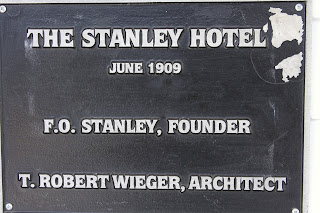 THE STANLEY HOTEL
JUNE 1909
F.O. STANLEY, FOUNDER
T. ROBERT WIEGER, ARCHITECT